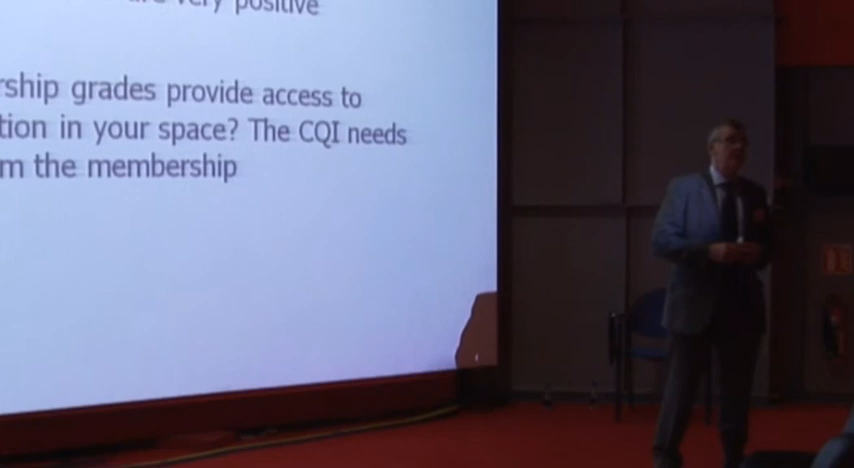 very positive
rship grades provide access to
tion in your space? The CQI needs
m the membership